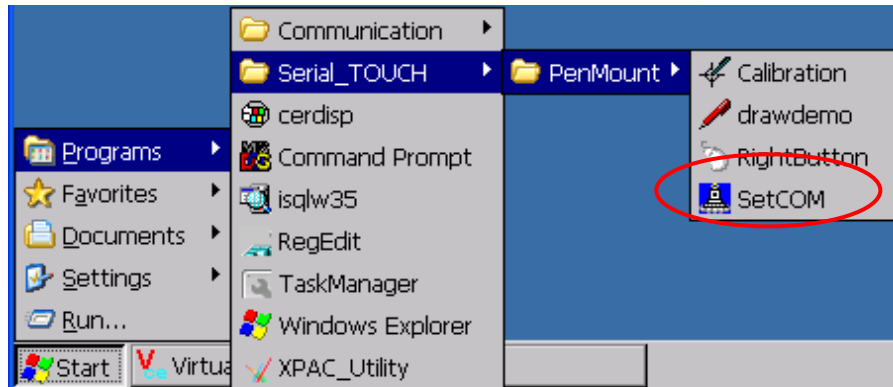 Communication
Serial_TOUCH
cerdisp
Command Prompt
isqlw35
RegEdit
TaskManager
Windows Explorer
XPAC_Utility
PenMount
Calibration
drawdemo
RightButton
SetCOM
Programs
Favorites
Documents
Settings
Run...
Start
Virtua